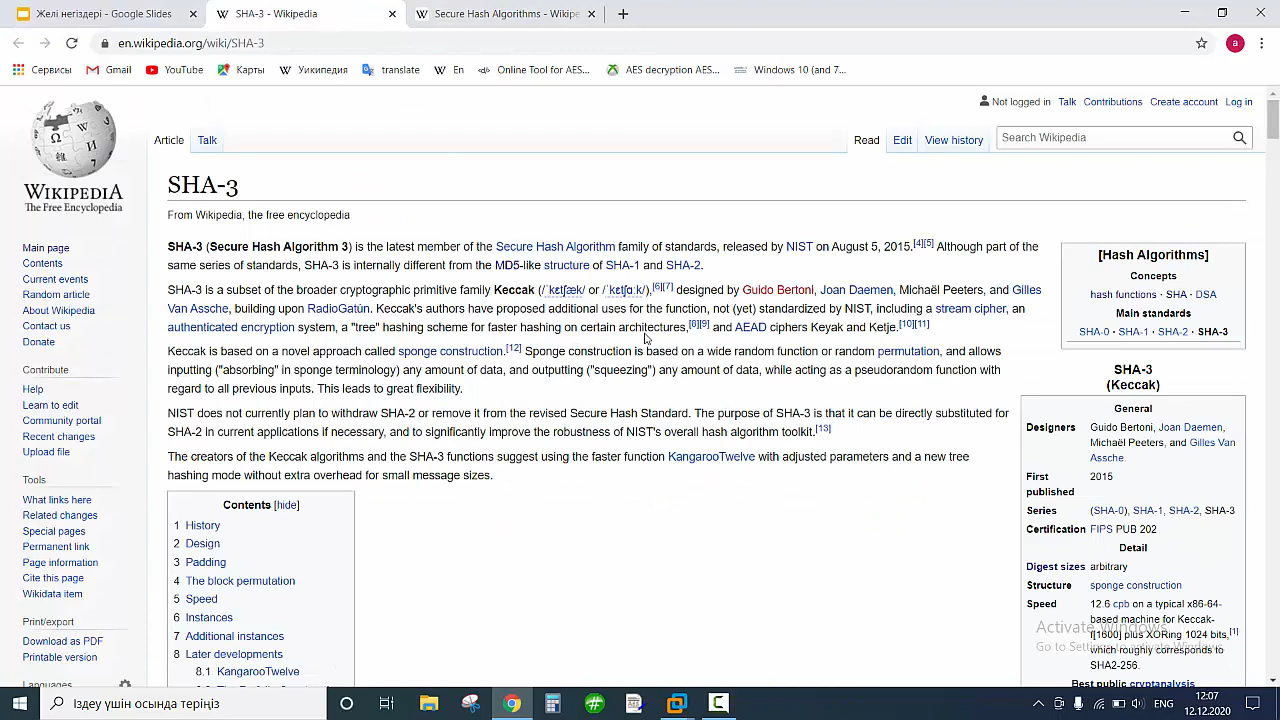 Желі негіздері - Google Slides
SHA-3 - Wikipedia
Secure Hash Algorithms - Wikipe
en.wikipedia.org/wiki/SHA-3
a
Сервисы
Gmail
YouTube
Карты
Уикипедия
translate
En
Online Tool for AES...
AES decryption AES...
Windows 10 (and 7...
Not logged in Talk Contributions Create account Log in
Article Talk
Read Edit View history
Search Wikipedia
WIKIPEDIA
The Free Encyclopedia
Main page
Contents
Current events
Random article
About Wikipedia
Contact us
Donate
Contribute
Help
Learn to edit
Community portal
Recent changes
Upload file
Tools
What links here
Related changes
Special pages
Permanent link
Page information
Cite this page
Wikidata item
Print/export
Download as PDF
Printable version
Languages
SHA-3
From Wikipedia, the free encyclopedia
SHA-3 (Secure Hash Algorithm 3) is the latest member of the Secure Hash Algorithm family of standards, released by NIST on August 5, 2015.[4][5] Although part of the
same series of standards, SHA-3 is internally different from the MD5-like structure of SHA-1 and SHA-2.
SHA-3 is a subset of the broader cryptographic primitive family Keccak (/ˈkɛtʃæk/ or /ˈkɛtʃɑːk/),[6][7] designed by Guido Bertoni, Joan Daemen, Michaël Peeters, and Gilles
Van Assche, building upon RadioGatún. Keccak's authors have proposed additional uses for the function, not (yet) standardized by NIST, including a stream cipher, an
authenticated encryption system, a "tree" hashing scheme for faster hashing on certain architectures,[8][9] and AEAD ciphers Keyak and Ketje.[10][11]
Keccak is based on a novel approach called sponge construction.[12] Sponge construction is based on a wide random function or random permutation, and allows
inputting ("absorbing" in sponge terminology) any amount of data, and outputting ("squeezing") any amount of data, while acting as a pseudorandom function with
regard to all previous inputs. This leads to great flexibility.
NIST does not currently plan to withdraw SHA-2 or remove it from the revised Secure Hash Standard. The purpose of SHA-3 is that it can be directly substituted for
SHA-2 in current applications if necessary, and to significantly improve the robustness of NIST's overall hash algorithm toolkit.[13]
The creators of the Keccak algorithms and the SHA-3 functions suggest using the faster function KangarooTwelve with adjusted parameters and a new tree
hashing mode without extra overhead for small message sizes.
Contents [hide]
1 History
2 Design
3 Padding
4 The block permutation
5 Speed
6 Instances
7 Additional instances
8 Later developments
8.1 KangarooTwelve
[Hash Algorithms]
Concepts
hash functions · SHA · DSA
Main standards
SHA-0 · SHA-1 · SHA-2 · SHA-3
SHA-3
(Keccak)
General
Designers Guido Bertoni, Joan Daemen,
Michaël Peeters, and Gilles Van
Assche.
First published 2015
Series (SHA-0), SHA-1, SHA-2, SHA-3
Certification FIPS PUB 202
Detail
Digest sizes arbitrary
Structure sponge construction
Speed 12.6 cpb on a typical x86-64-
based machine for Keccak-
f[1600] plus XORing 1024 bits,[1]
which roughly corresponds to
SHA2-256.
Best public cryptanalysis
Activate Windows
Go to Settings to activate Windows.
Іздеу үшін осында теріңіз
ENG
12:07
12.12.2020